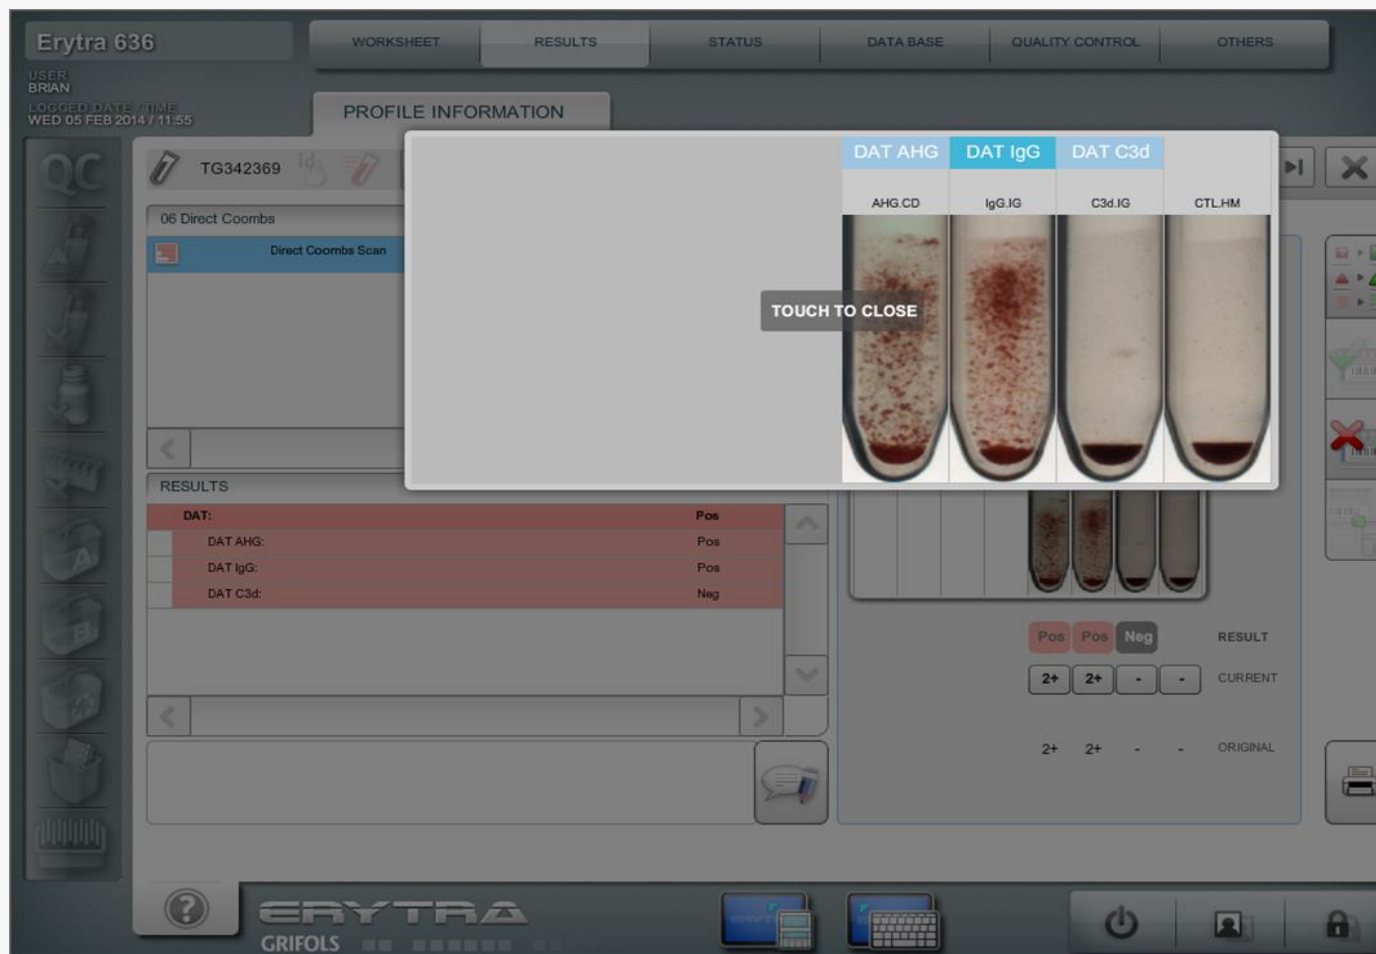 Erytra 636
WORKSHEET RESULTS STATUS DATA BASE QUALITY CONTROL OTHERS
USER
BRIAN
LOGGED DATE / TIME
WED 05 FEB 2014 / 11:55
PROFILE INFORMATION
QC
TG342369
DAT AHG DAT IgG DAT C3d
AHG.CD IgG.IG C3d.IG CTL.HM
06 Direct Coombs
Direct Coombs Scan
TOUCH TO CLOSE
RESULTS
DAT: Pos
DAT AHG: Pos
DAT IgG: Pos
DAT C3d: Neg
A
B
Pos Pos Neg RESULT
2+ 2+ - - CURRENT
2+ 2+ - - ORIGINAL
?
ERYTRA
GRIFOLS